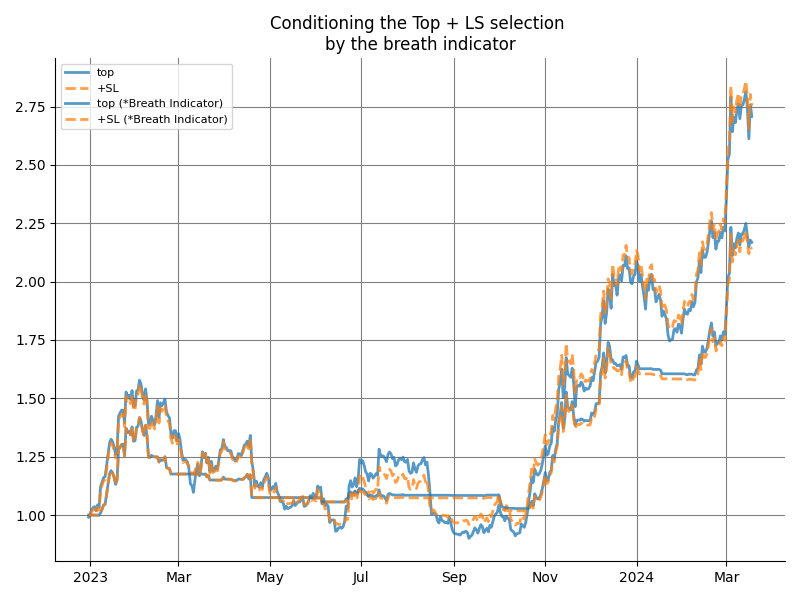 Conditioning the Top + LS selection
by the breath indicator
top
+SL
top (*Breath Indicator)
+SL (*Breath Indicator)
2.75
2.50
2.25
2.00
1.75
1.50
1.25
1.00
2023
Mar
May
Jul
Sep
Nov
2024
Mar